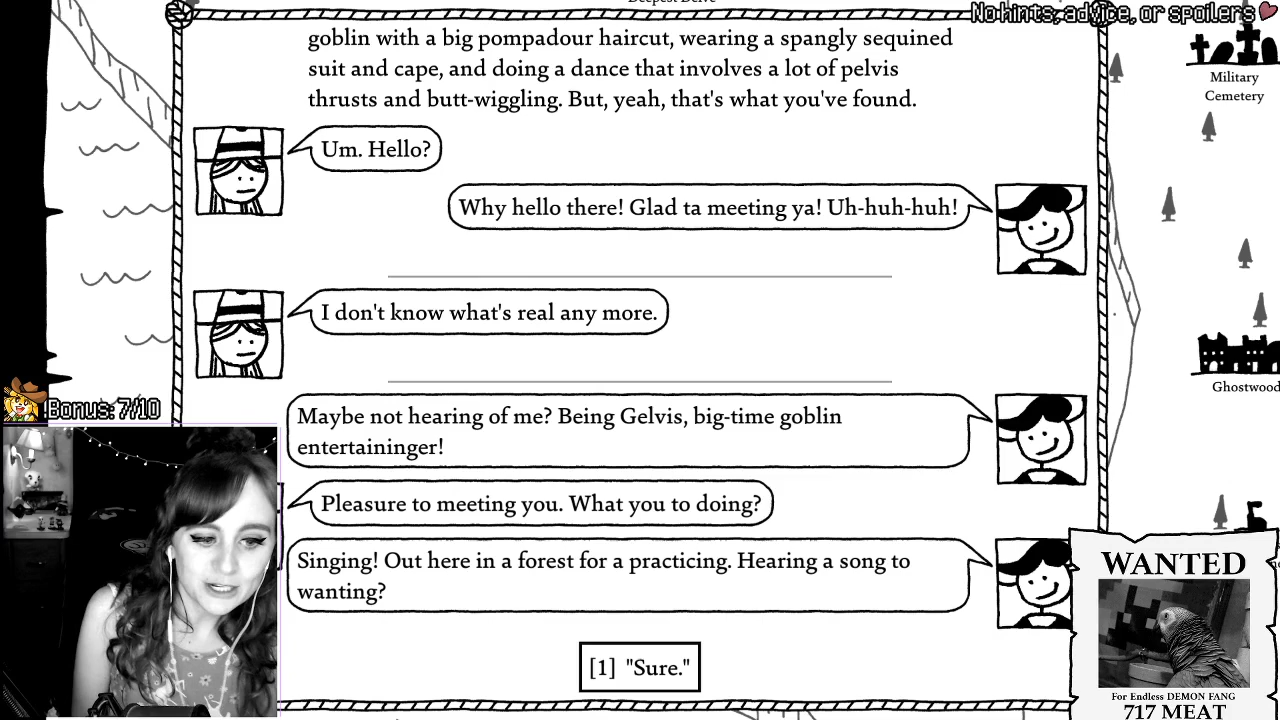 Deepest Delve
No hints, advice, or spoilers
goblin with a big pompadour haircut, wearing a spangly sequined
suit and cape, and doing a dance that involves a lot of pelvis
thrusts and butt-wiggling. But, yeah, that's what you've found.
Military
Cemetery
Um. Hello?
Why hello there! Glad ta meeting ya! Uh-huh-huh!
I don't know what's real any more.
Ghostwood
Bonus: 7/10
Maybe not hearing of me? Being Gelvis, big-time goblin
entertaininger!
Pleasure to meeting you. What you to doing?
Singing! Out here in a forest for a practicing. Hearing a song to
wanting?
[1] "Sure."
WANTED
For Endless DEMON FANG
717 MEAT